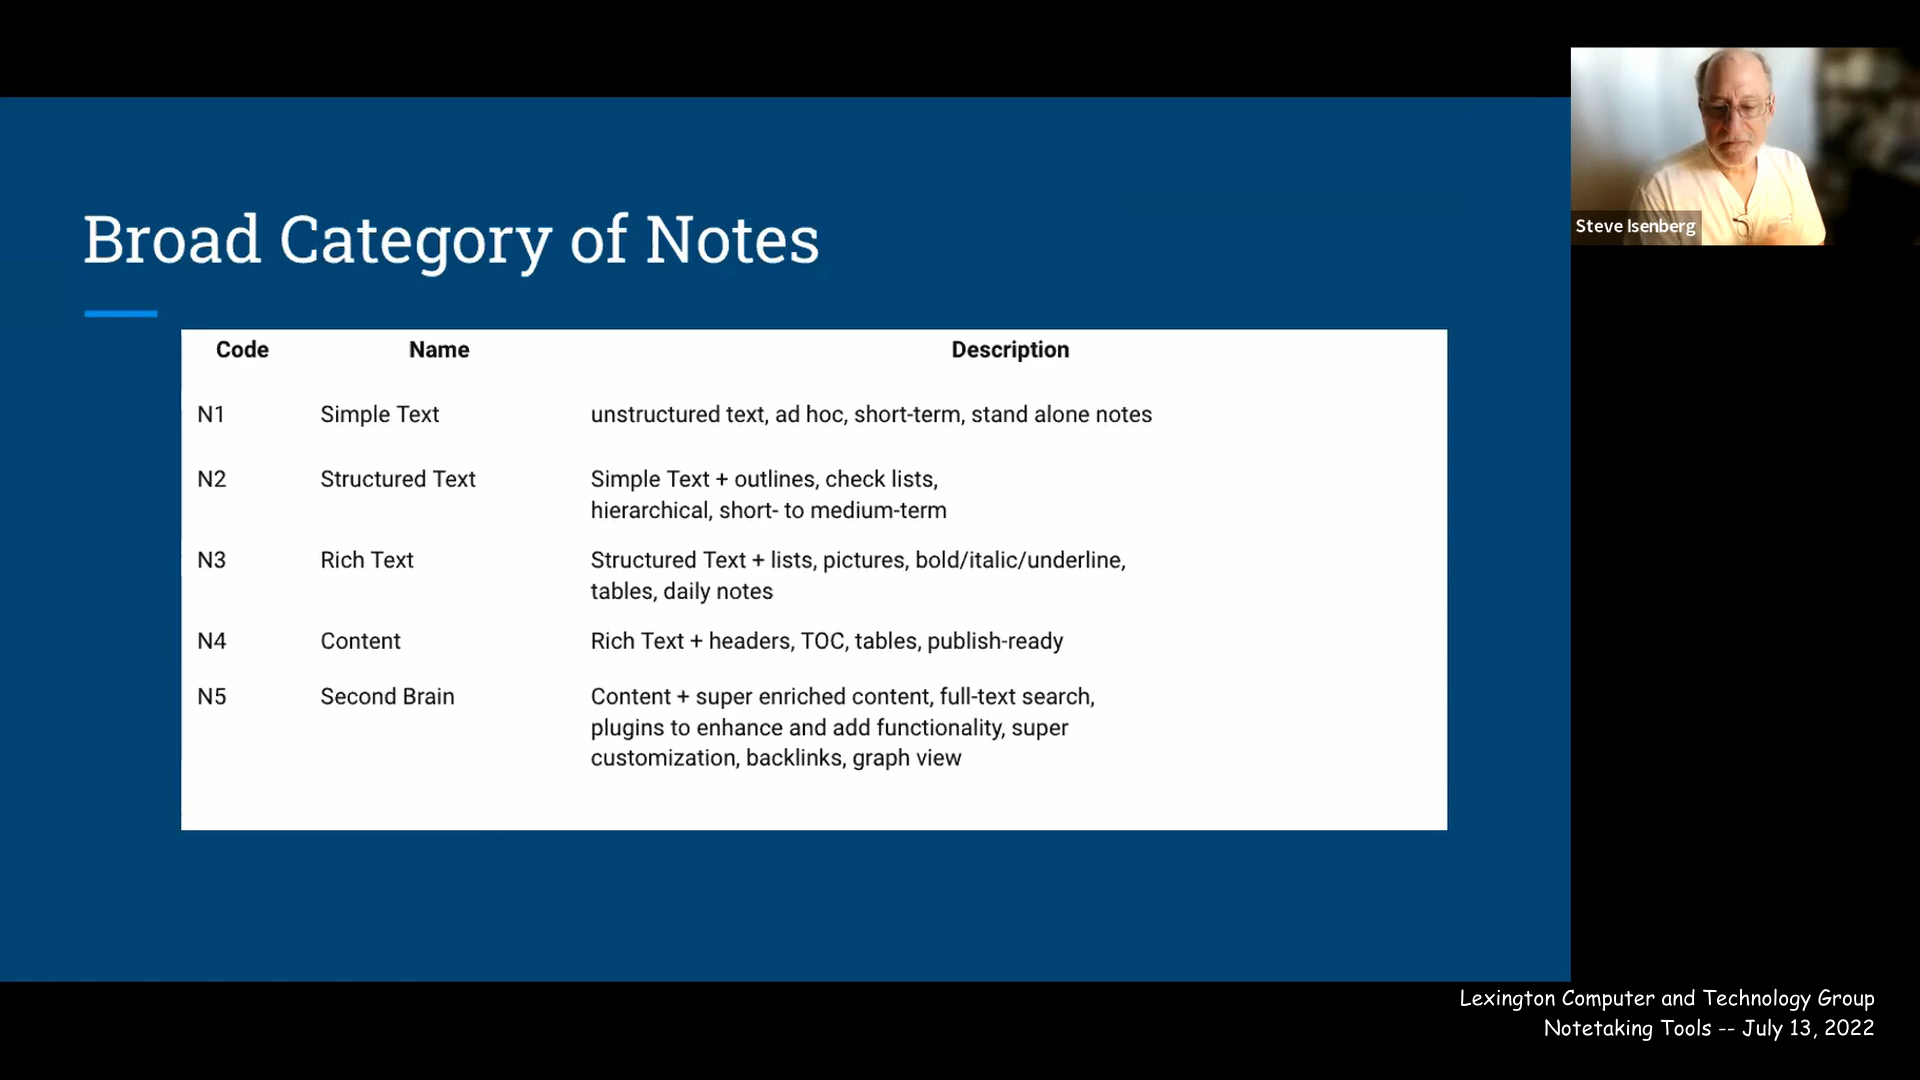 Broad Category of Notes
Code Name Description
N1 Simple Text unstructured text, ad hoc, short-term, stand alone notes
N2 Structured Text Simple Text + outlines, check lists,
hierarchical, short- to medium-term
N3 Rich Text Structured Text + lists, pictures, bold/italic/underline,
tables, daily notes
N4 Content Rich Text + headers, TOC, tables, publish-ready
N5 Second Brain Content + super enriched content, full-text search,
plugins to enhance and add functionality, super
customization, backlinks, graph view
Steve Isenberg
Lexington Computer and Technology Group
Notetaking Tools -- July 13, 2022